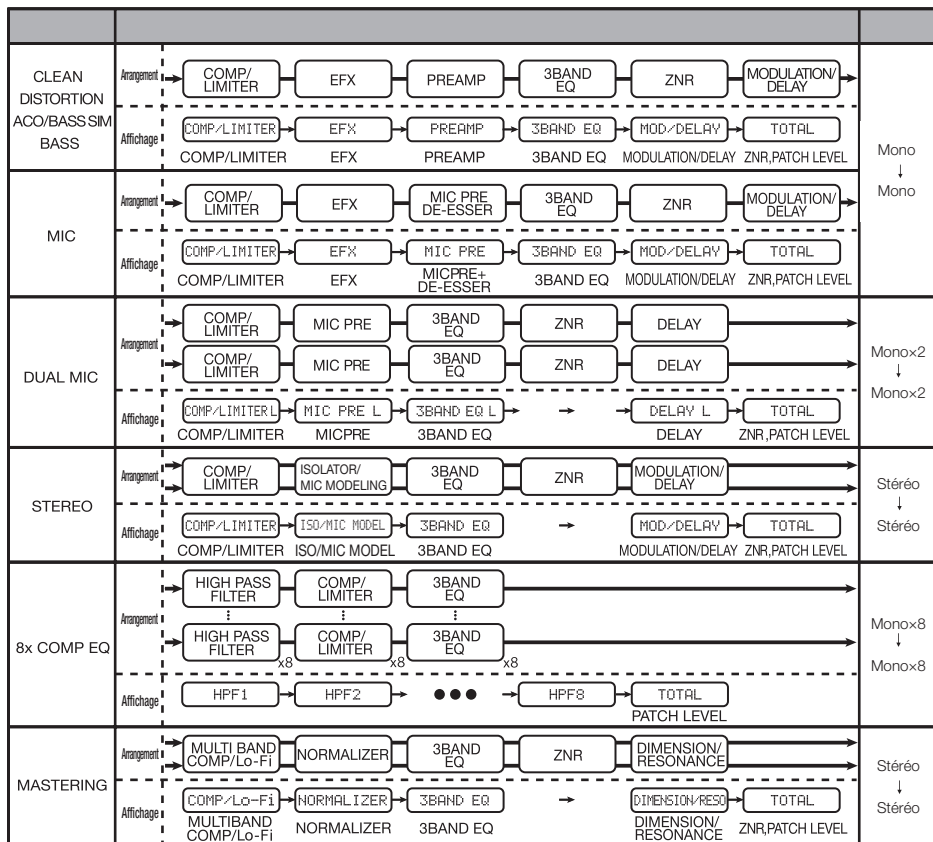 CLEAN
DISTORTION
ACO/BASS SIM
BASS
Arrangement
COMP/
LIMITER
EFX
PREAMP
3BAND
EQ
ZNR
MODULATION/
DELAY
Affichage
COMP/LIMITER
EFX
PREAMP
3BAND EQ
MOD/DELAY
TOTAL
COMP/LIMITER
EFX
PREAMP
3BAND EQ
MODULATION/DELAY
ZNR,PATCH LEVEL
Mono
↓
Mono
MIC
Arrangement
COMP/
LIMITER
EFX
MIC PRE
DE-ESSER
3BAND
EQ
ZNR
MODULATION/
DELAY
Affichage
COMP/LIMITER
EFX
MIC PRE
3BAND EQ
MOD/DELAY
TOTAL
COMP/LIMITER
EFX
MICPRE+
DE-ESSER
3BAND EQ
MODULATION/DELAY
ZNR,PATCH LEVEL
DUAL MIC
Arrangement
COMP/
LIMITER
MIC PRE
3BAND
EQ
ZNR
DELAY
COMP/
LIMITER
MIC PRE
3BAND
EQ
ZNR
DELAY
Affichage
COMP/LIMITER L
MIC PRE L
3BAND EQ L
DELAY L
TOTAL
COMP/LIMITER
MICPRE
3BAND EQ
DELAY
ZNR,PATCH LEVEL
Mono×2
↓
Mono×2
STEREO
Arrangement
COMP/
LIMITER
ISOLATOR/
MIC MODELING
3BAND
EQ
ZNR
MODULATION/
DELAY
Affichage
COMP/LIMITER
ISO/MIC MODEL
3BAND EQ
MOD/DELAY
TOTAL
COMP/LIMITER
ISO/MIC MODEL
3BAND EQ
MODULATION/DELAY
ZNR,PATCH LEVEL
Stéréo
↓
Stéréo
8x COMP EQ
Arrangement
HIGH PASS
FILTER
COMP/
LIMITER
3BAND
EQ
HIGH PASS
FILTER
x8
COMP/
LIMITER
x8
3BAND
EQ
x8
Affichage
HPF1
HPF2
●●●
HPF8
TOTAL
PATCH LEVEL
Mono×8
↓
Mono×8
MASTERING
Arrangement
MULTI BAND
COMP/Lo-Fi
NORMALIZER
3BAND
EQ
ZNR
DIMENSION/
RESONANCE
Affichage
COMP/Lo-Fi
NORMALIZER
3BAND EQ
DIMENSION/RESO
TOTAL
MULTIBAND
COMP/Lo-Fi
NORMALIZER
3BAND EQ
DIMENSION/
RESONANCE
ZNR,PATCH LEVEL
Stéréo
↓
Stéréo